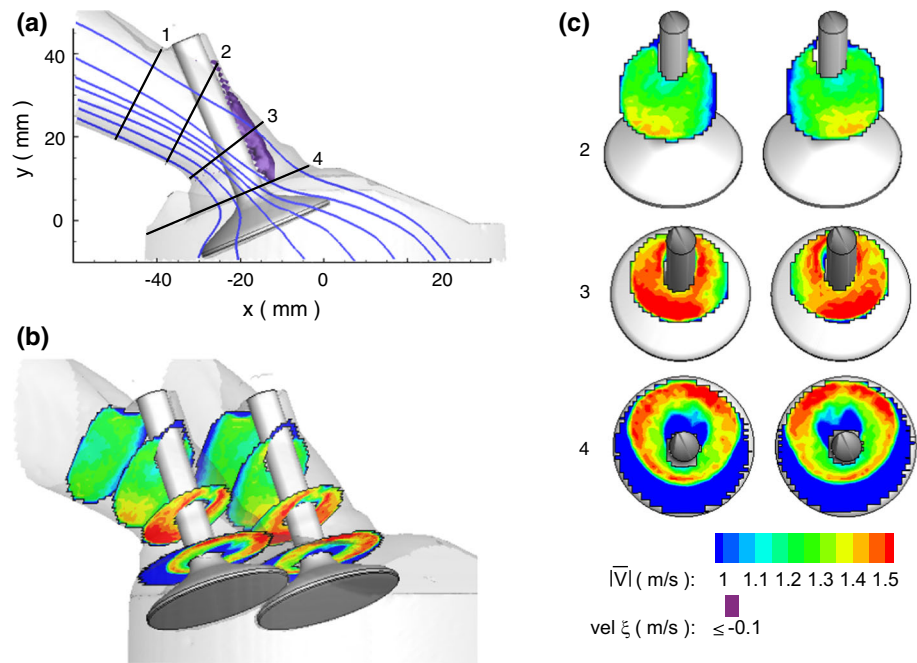 (a)
1
2
3
4
40
20
0
y ( mm )
-40
-20
0
20
x ( mm )
(b)
(c)
2
3
4
|V̅| ( m/s ):
1 1.1 1.2 1.3 1.4 1.5
vel ξ ( m/s ): ≤ -0.1